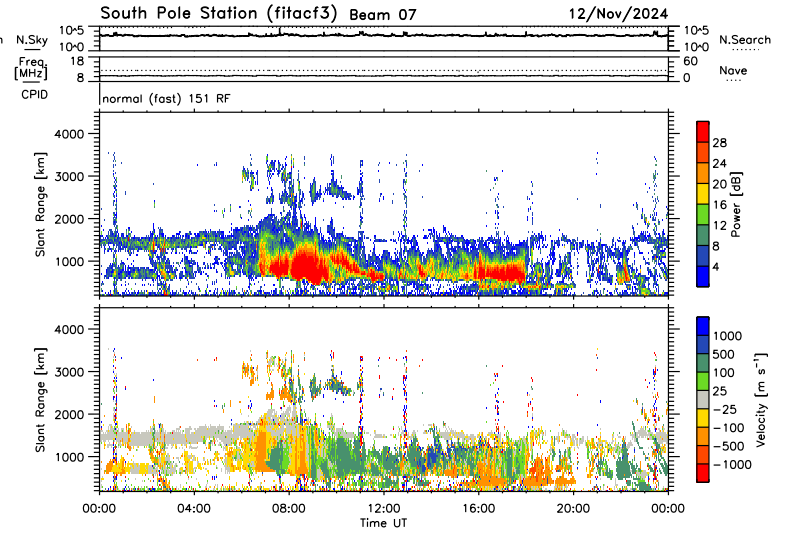 South Pole Station (fitacf3) Beam 07 12/Nov/2024
N.Sky 10^5 10^0 10^5 10^0 N.Search
Freq. [MHz] 18 8 60 0 Nave
CPID normal (fast) 151 RF
Slant Range [km] 4000 3000 2000 1000
Power [dB] 28 24 20 16 12 8 4
Slant Range [km] 4000 3000 2000 1000
Velocity [m s⁻¹] 1000 500 100 25 −25 −100 −500 −1000
00:00 04:00 08:00 12:00 16:00 20:00 00:00
Time UT